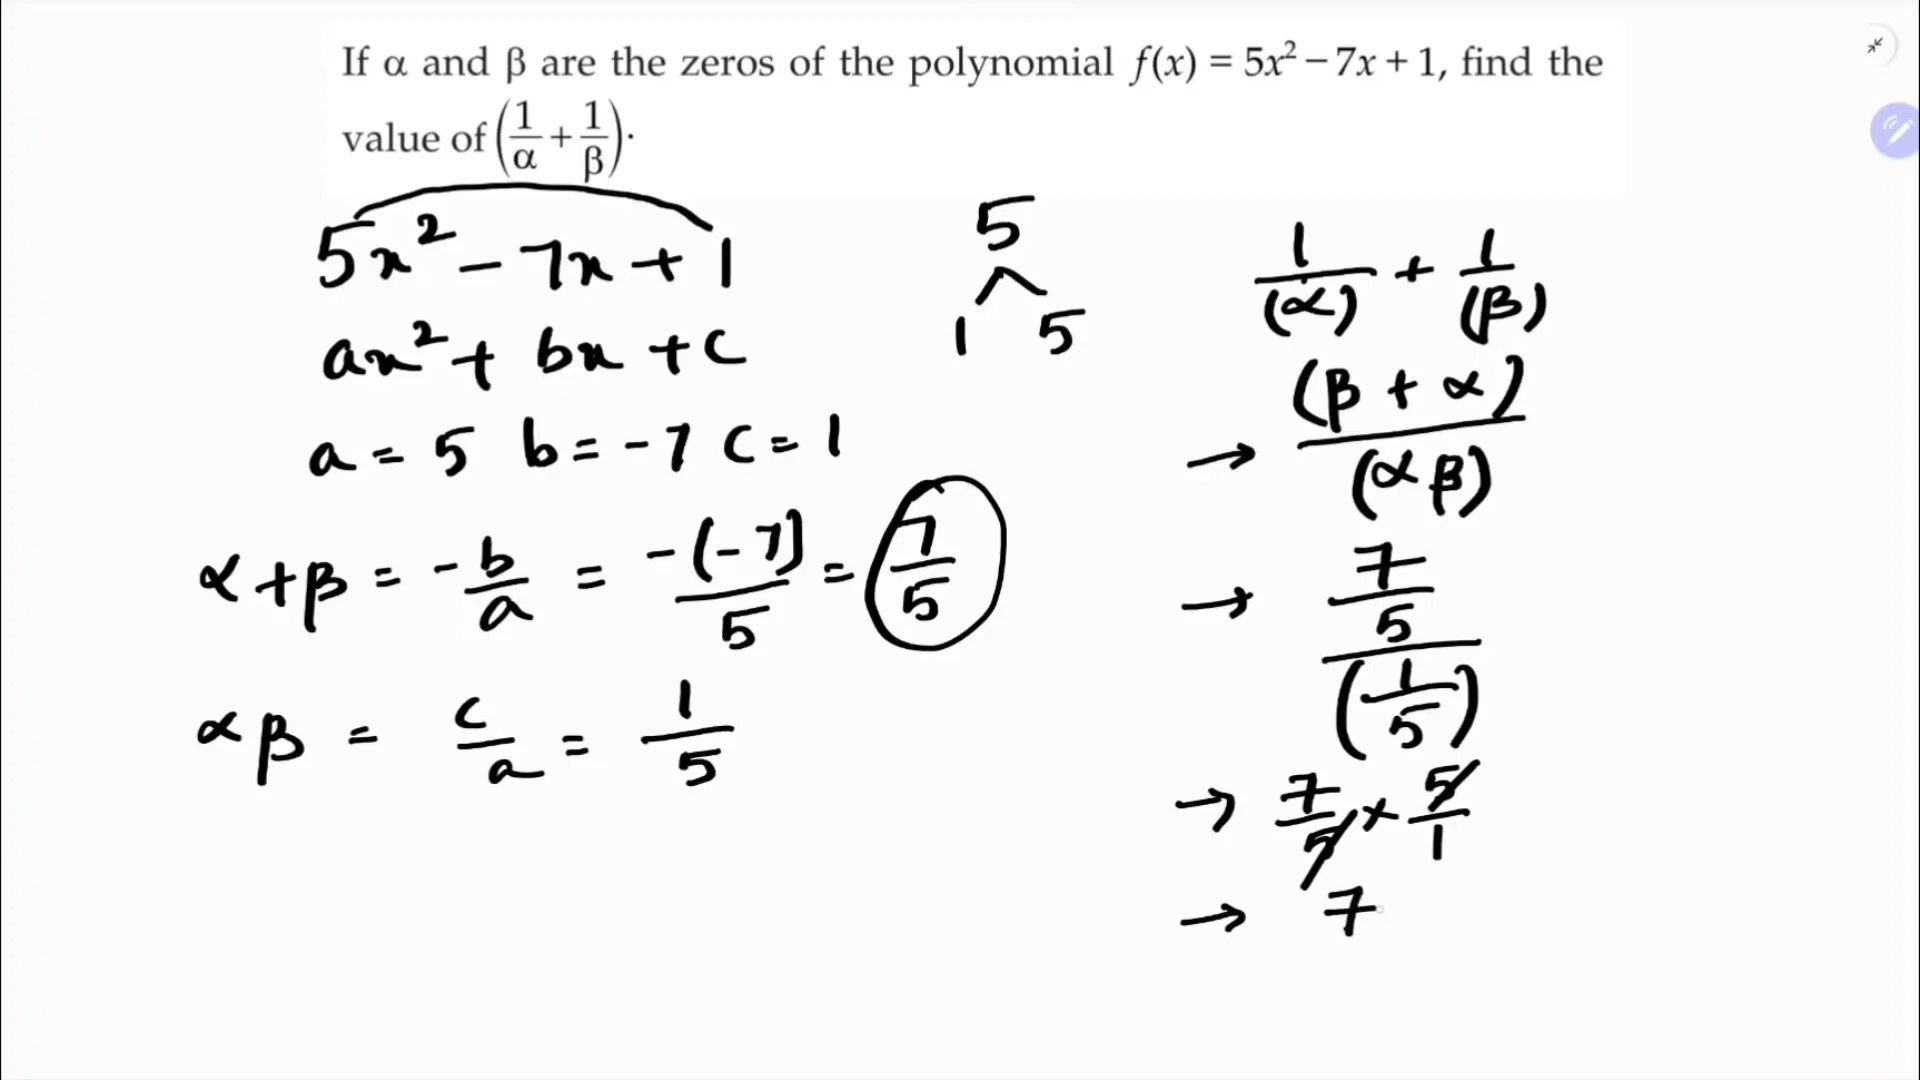 If α and β are the zeros of the polynomial f(x) = 5x² – 7x + 1, find the
value of (1/α + 1/β).
5x² – 7x + 1
ax² + bx + c
a = 5 b = -7 c = 1
α + β = -b/a = -(-7)/5 = 7/5
αβ = c/a = 1/5
5
1 5
1/(α) + 1/(β)
→ (β + α)/(αβ)
→ 7/5/(1/5)
→ 7/5 × 5/1
→ 7